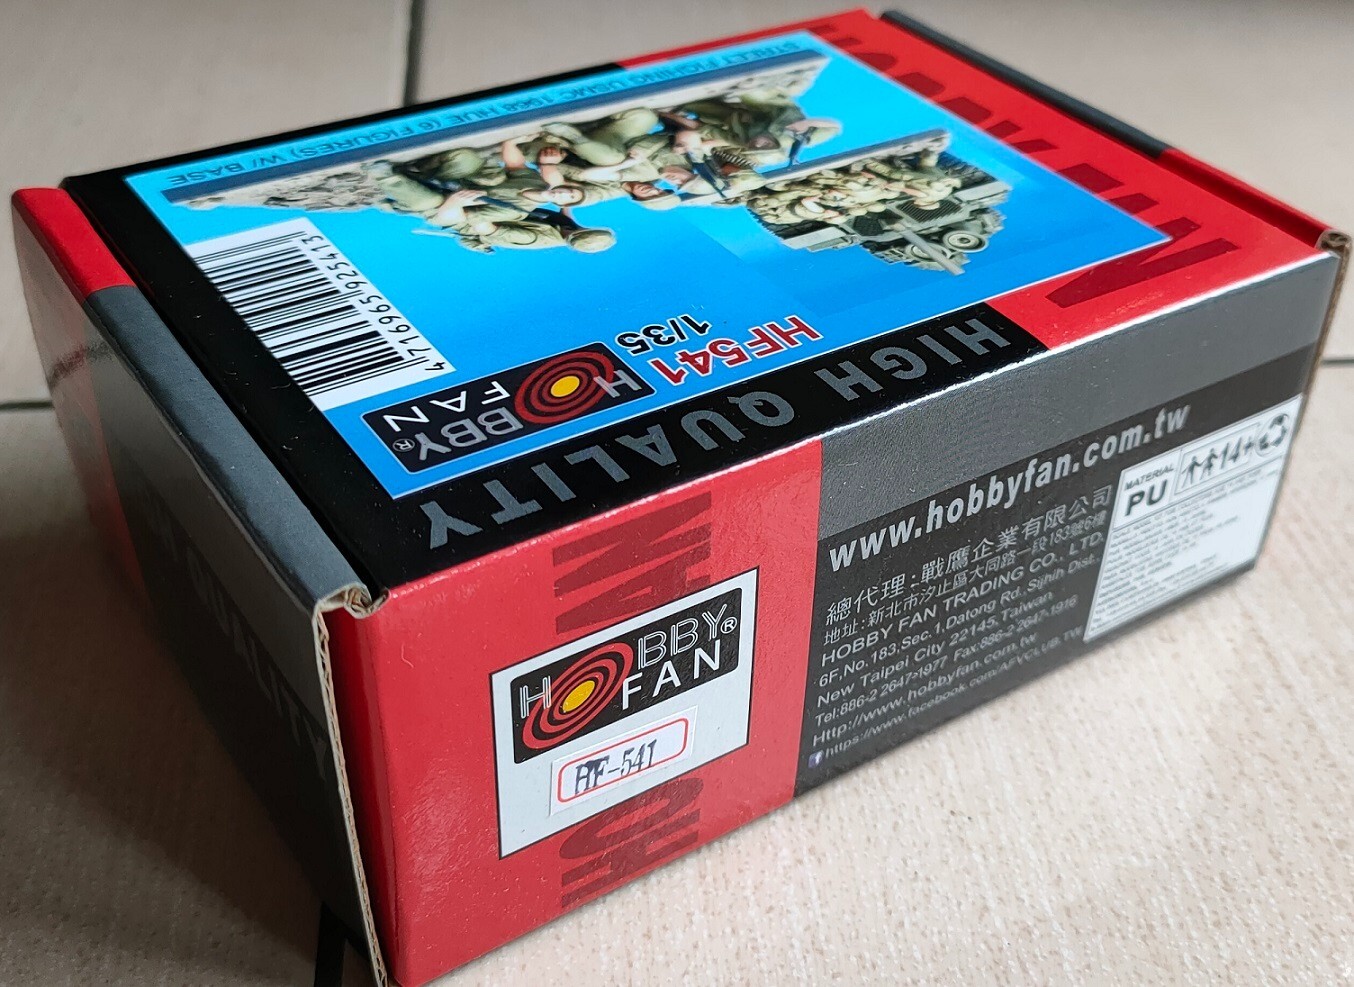 STREET FIGHING USMC 1968 HUE (6 FIGURES) W/ BASE
4 716965 925413
HF541
1/35
HOBBY®
FAN
HIGH QUALITY
HOBBY®
FAN
HF-541
www.hobbyfan.com.tw
總代理:戰鷹企業有限公司
地址:新北市汐止區大同路一段183號6樓
HOBBY FAN TRADING CO., LTD.
6F,No.183,Sec.1,Datong Rd.,Sijhih Dist.,
New Taipei City 22145,Taiwan
Tel:886-2 2647-1977 Fax:886-2 2647-1916
Http://www.hobbyfan.com.tw
https://www.facebook.com/AFVCLUB.TW
MATERIAL
PU
14+
QUALITY